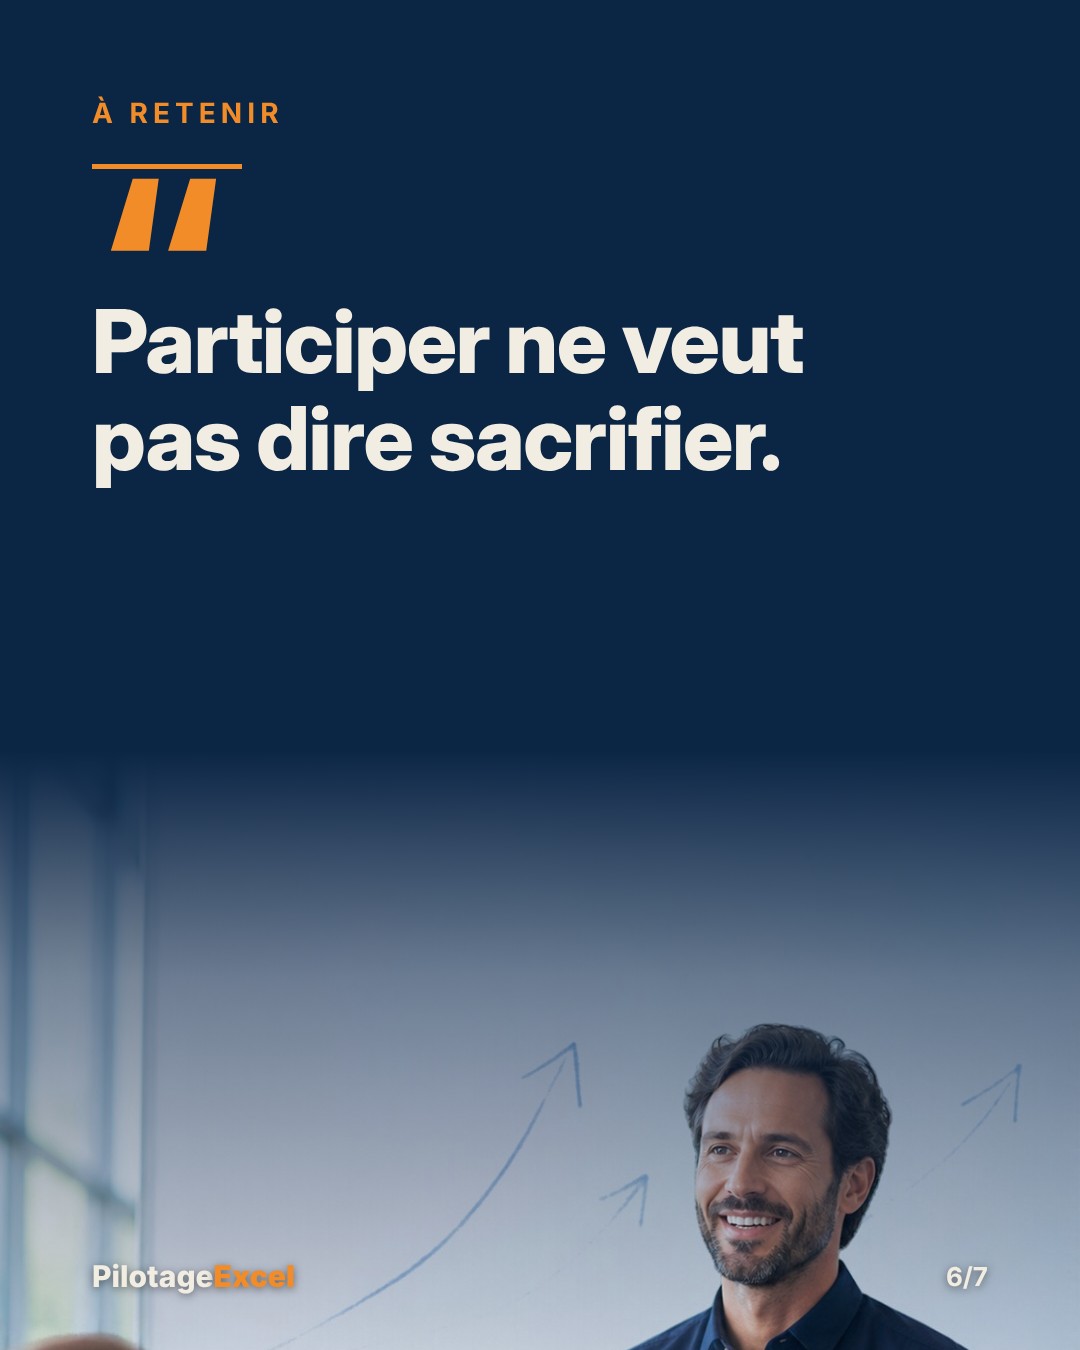 À RETENIR
"
Participer ne veut
pas dire sacrifier.
PilotageExcel
6/7